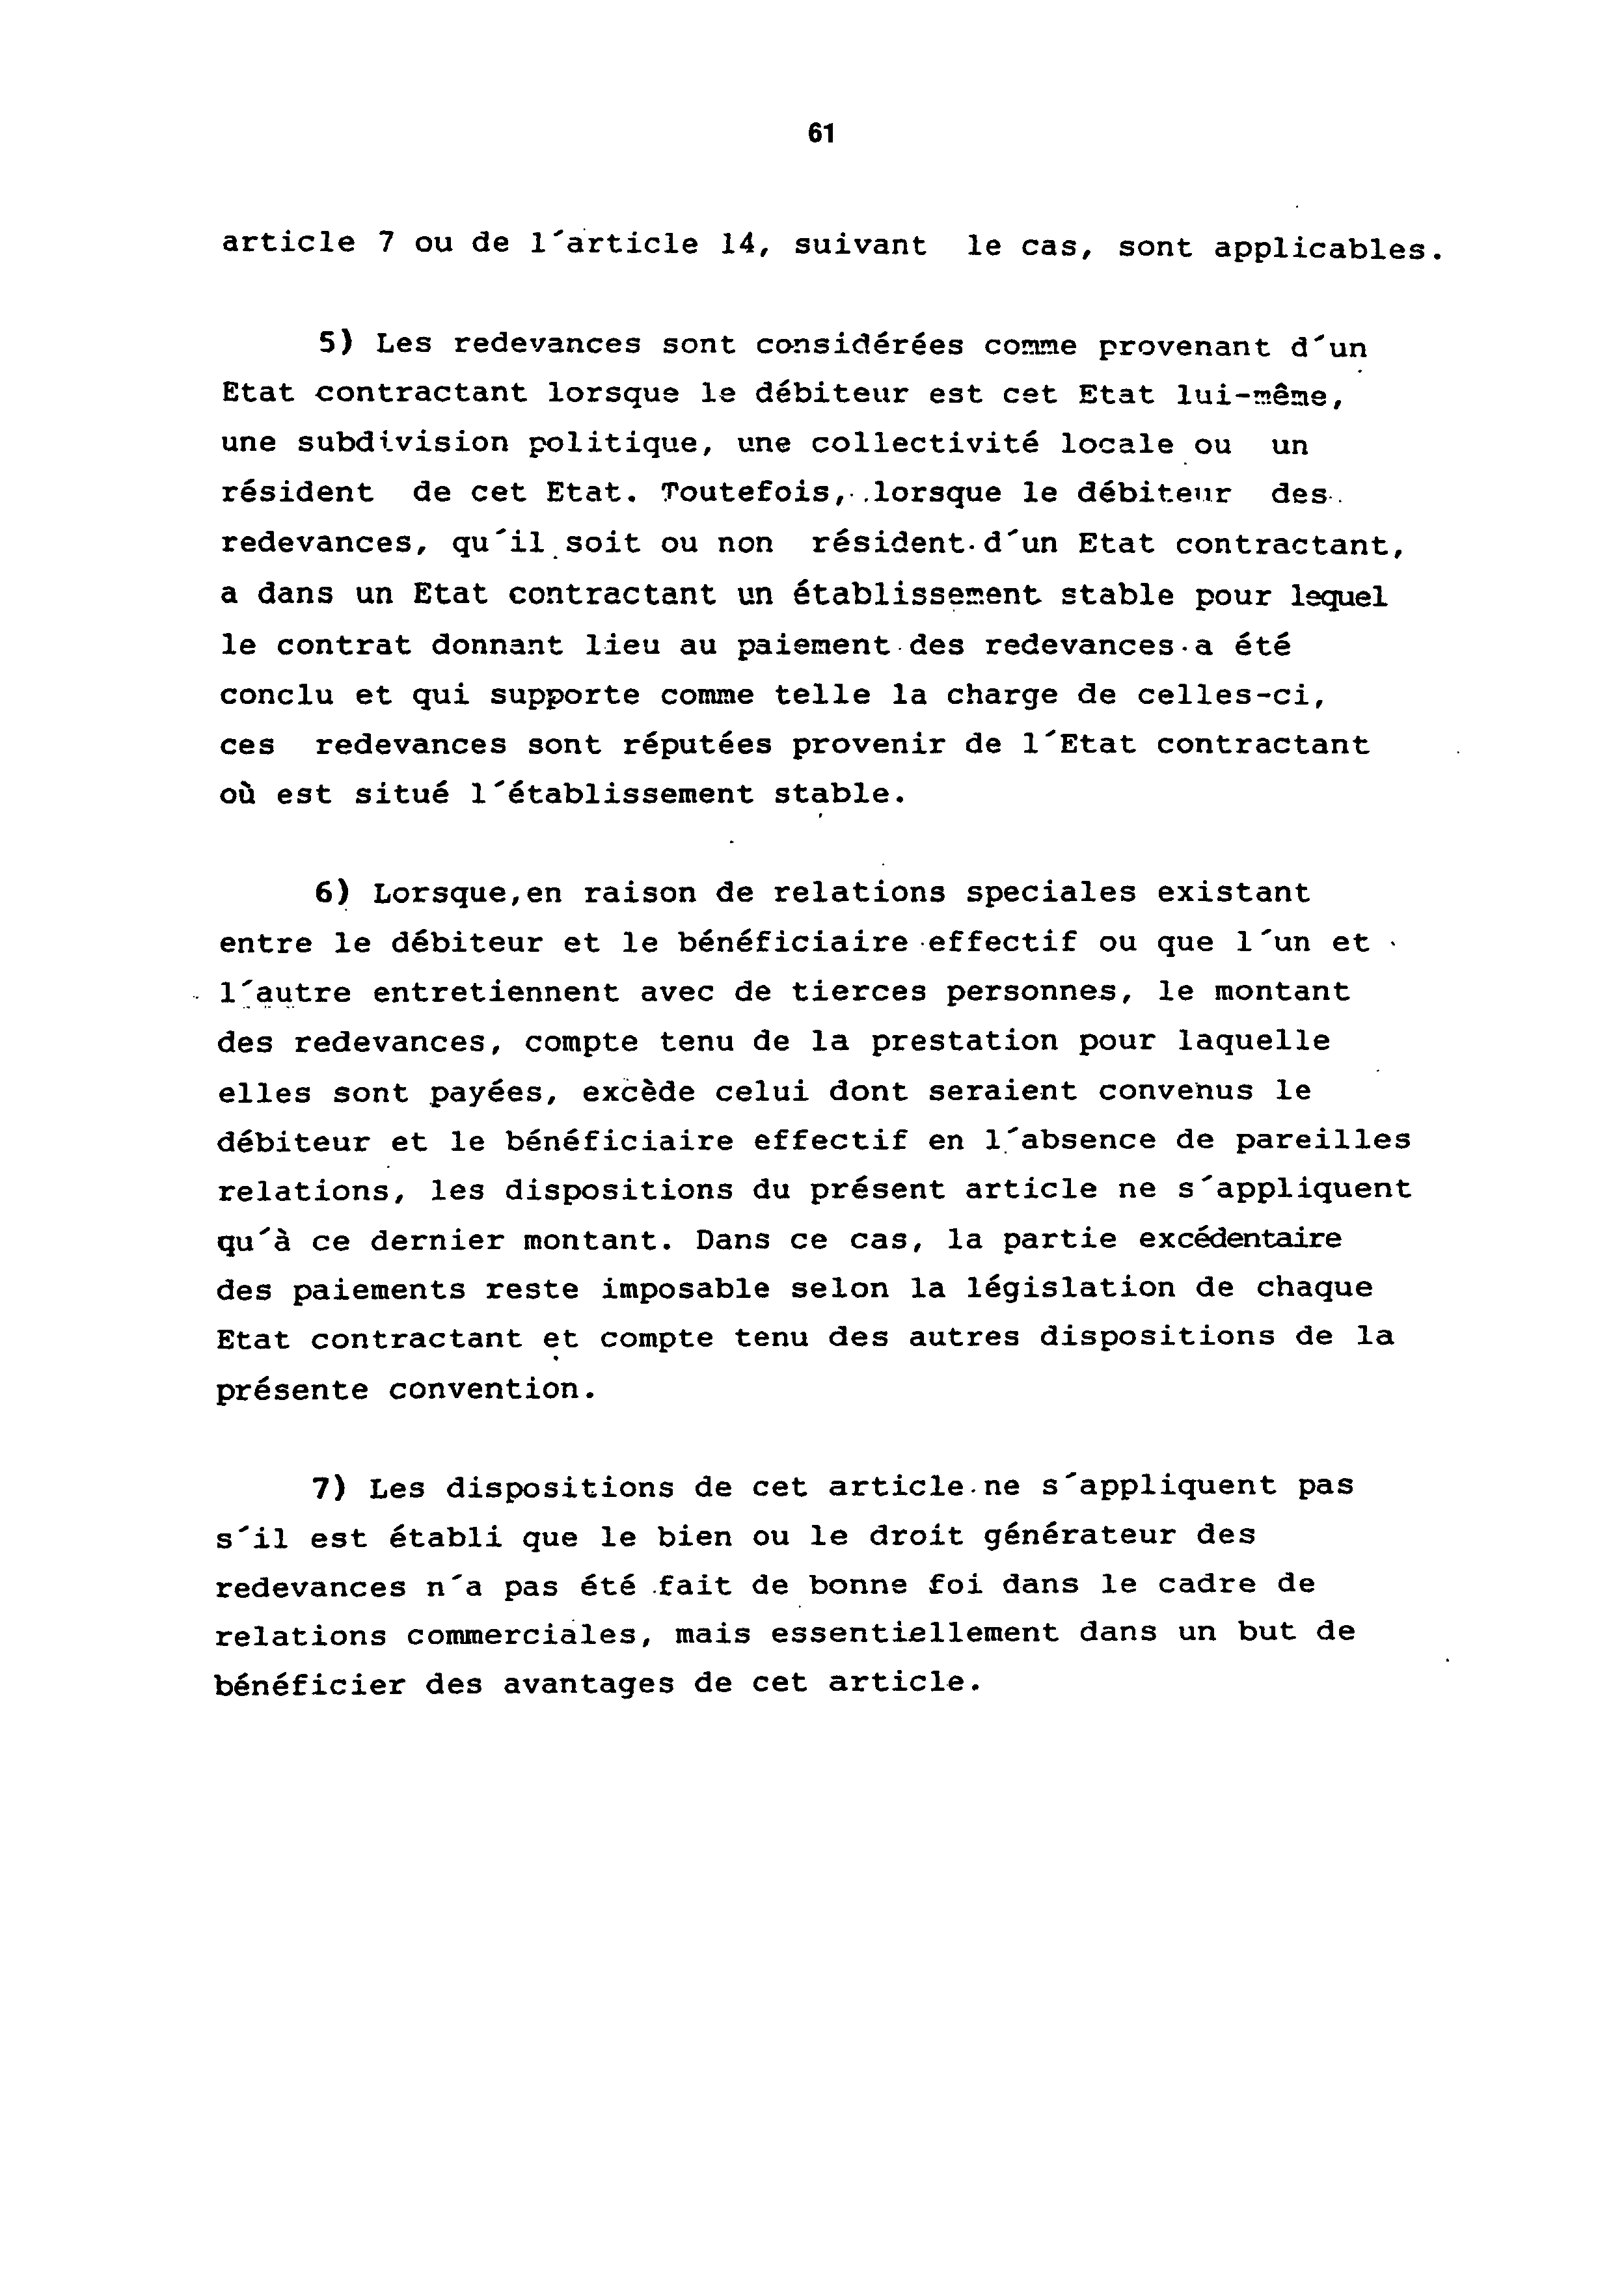 61
article 7 ou de l'article 14, suivant le cas, sont applicables.
5) Les redevances sont considérées comme provenant d'un
Etat contractant lorsque le débiteur est cet Etat lui-même,
une subdivision politique, une collectivité locale ou un
résident de cet Etat. Toutefois, lorsque le débiteur des
redevances, qu'il soit ou non résident d'un Etat contractant,
a dans un Etat contractant un établissement stable pour lequel
le contrat donnant lieu au paiement des redevances a été
conclu et qui supporte comme telle la charge de celles-ci,
ces redevances sont réputées provenir de l'Etat contractant
où est situé l'établissement stable.
6) Lorsque,en raison de relations speciales existant
entre le débiteur et le bénéficiaire effectif ou que l'un et
l'autre entretiennent avec de tierces personnes, le montant
des redevances, compte tenu de la prestation pour laquelle
elles sont payées, excède celui dont seraient convenus le
débiteur et le bénéficiaire effectif en l'absence de pareilles
relations, les dispositions du présent article ne s'appliquent
qu'à ce dernier montant. Dans ce cas, la partie excédentaire
des paiements reste imposable selon la législation de chaque
Etat contractant et compte tenu des autres dispositions de la
présente convention.
7) Les dispositions de cet article ne s'appliquent pas
s'il est établi que le bien ou le droit générateur des
redevances n'a pas été fait de bonne foi dans le cadre de
relations commerciales, mais essentiellement dans un but de
bénéficier des avantages de cet article.